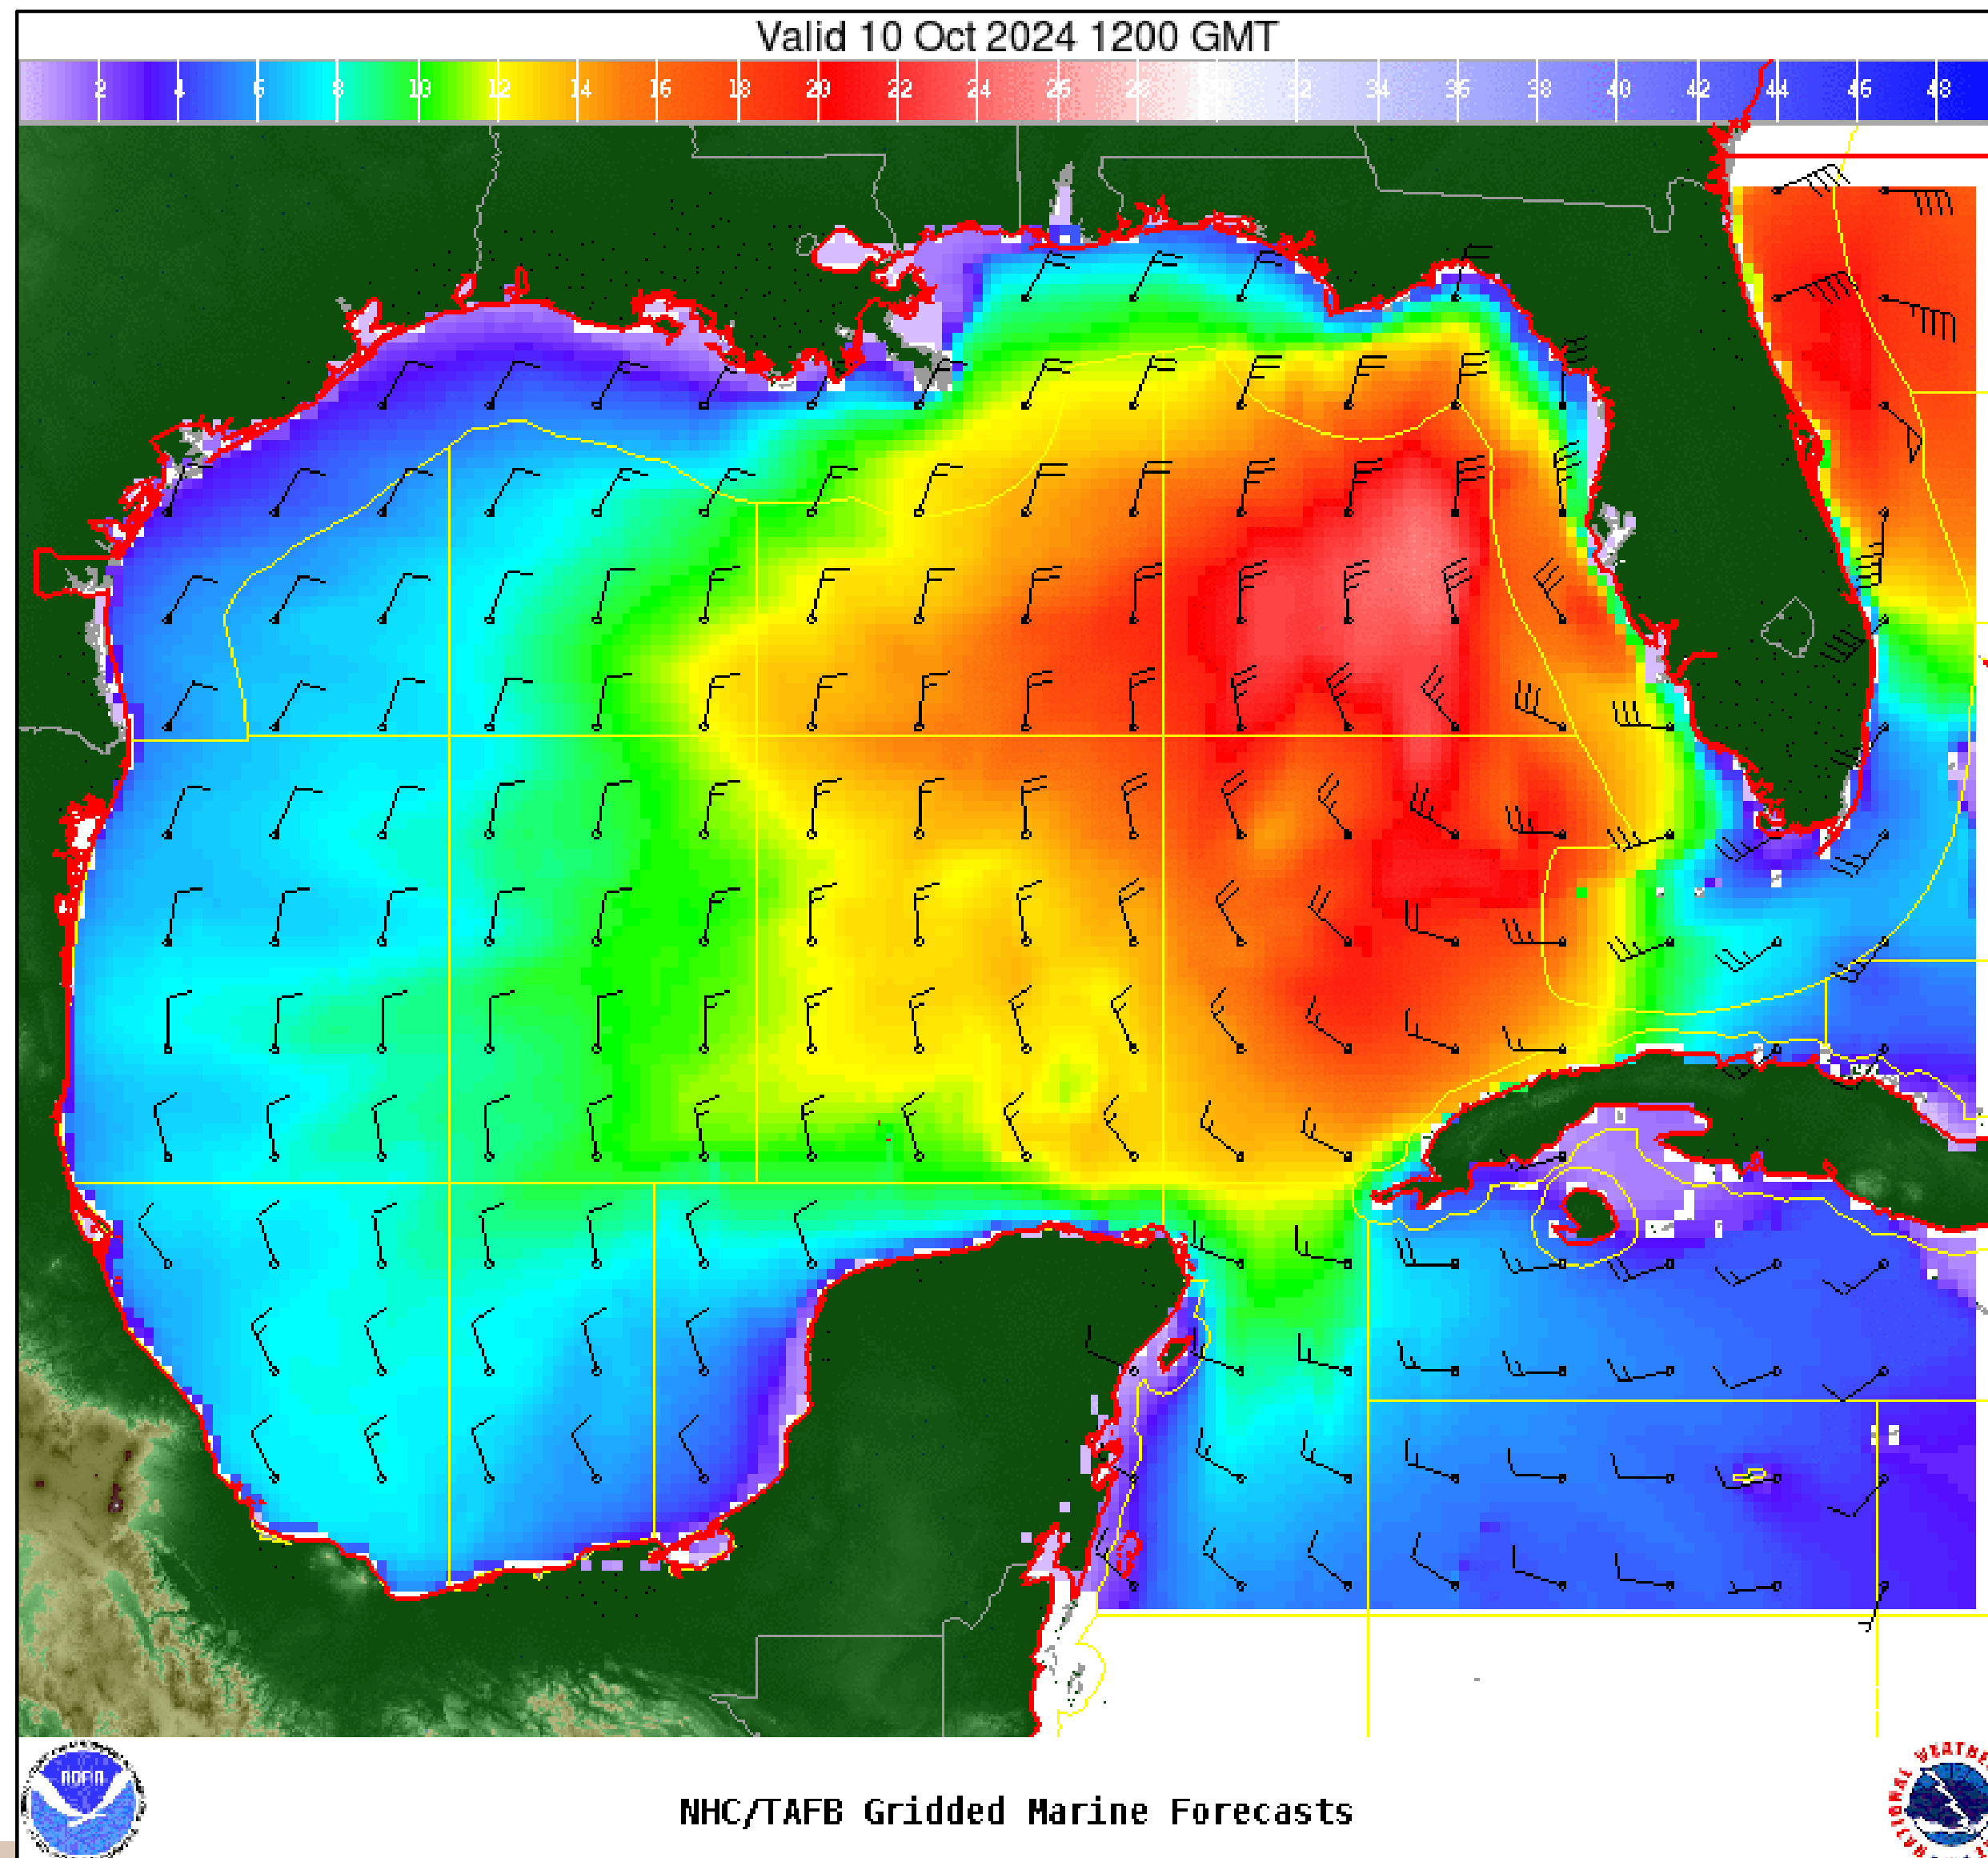 Valid 10 Oct 2024 1200 GMT
2 4 6 8 10 12 14 16 18 20 22 24 26 28 30 32 34 36 38 40 42 44 46 48
NOAA
NHC/TAFB Gridded Marine Forecasts